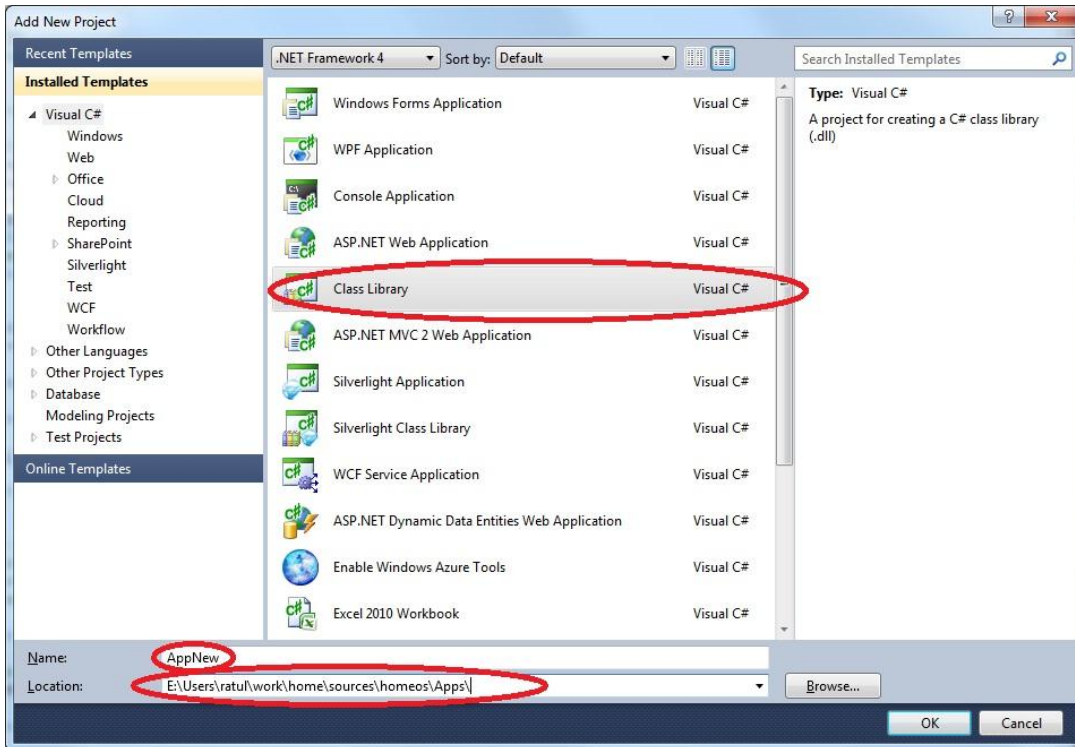 Add New Project
Recent Templates
Installed Templates
Visual C#
Windows
Web
Office
Cloud
Reporting
SharePoint
Silverlight
Test
WCF
Workflow
Other Languages
Other Project Types
Database
Modeling Projects
Test Projects
Online Templates
.NET Framework 4 Sort by: Default
Windows Forms Application Visual C#
WPF Application Visual C#
Console Application Visual C#
ASP.NET Web Application Visual C#
Class Library Visual C#
ASP.NET MVC 2 Web Application Visual C#
Silverlight Application Visual C#
Silverlight Class Library Visual C#
WCF Service Application Visual C#
ASP.NET Dynamic Data Entities Web Application Visual C#
Enable Windows Azure Tools Visual C#
Excel 2010 Workbook Visual C#
Search Installed Templates
Type: Visual C#
A project for creating a C# class library
(.dll)
Name: AppNew
Location: E:\Users\ratul\work\home\sources\homeos\Apps\
Browse...
OK Cancel